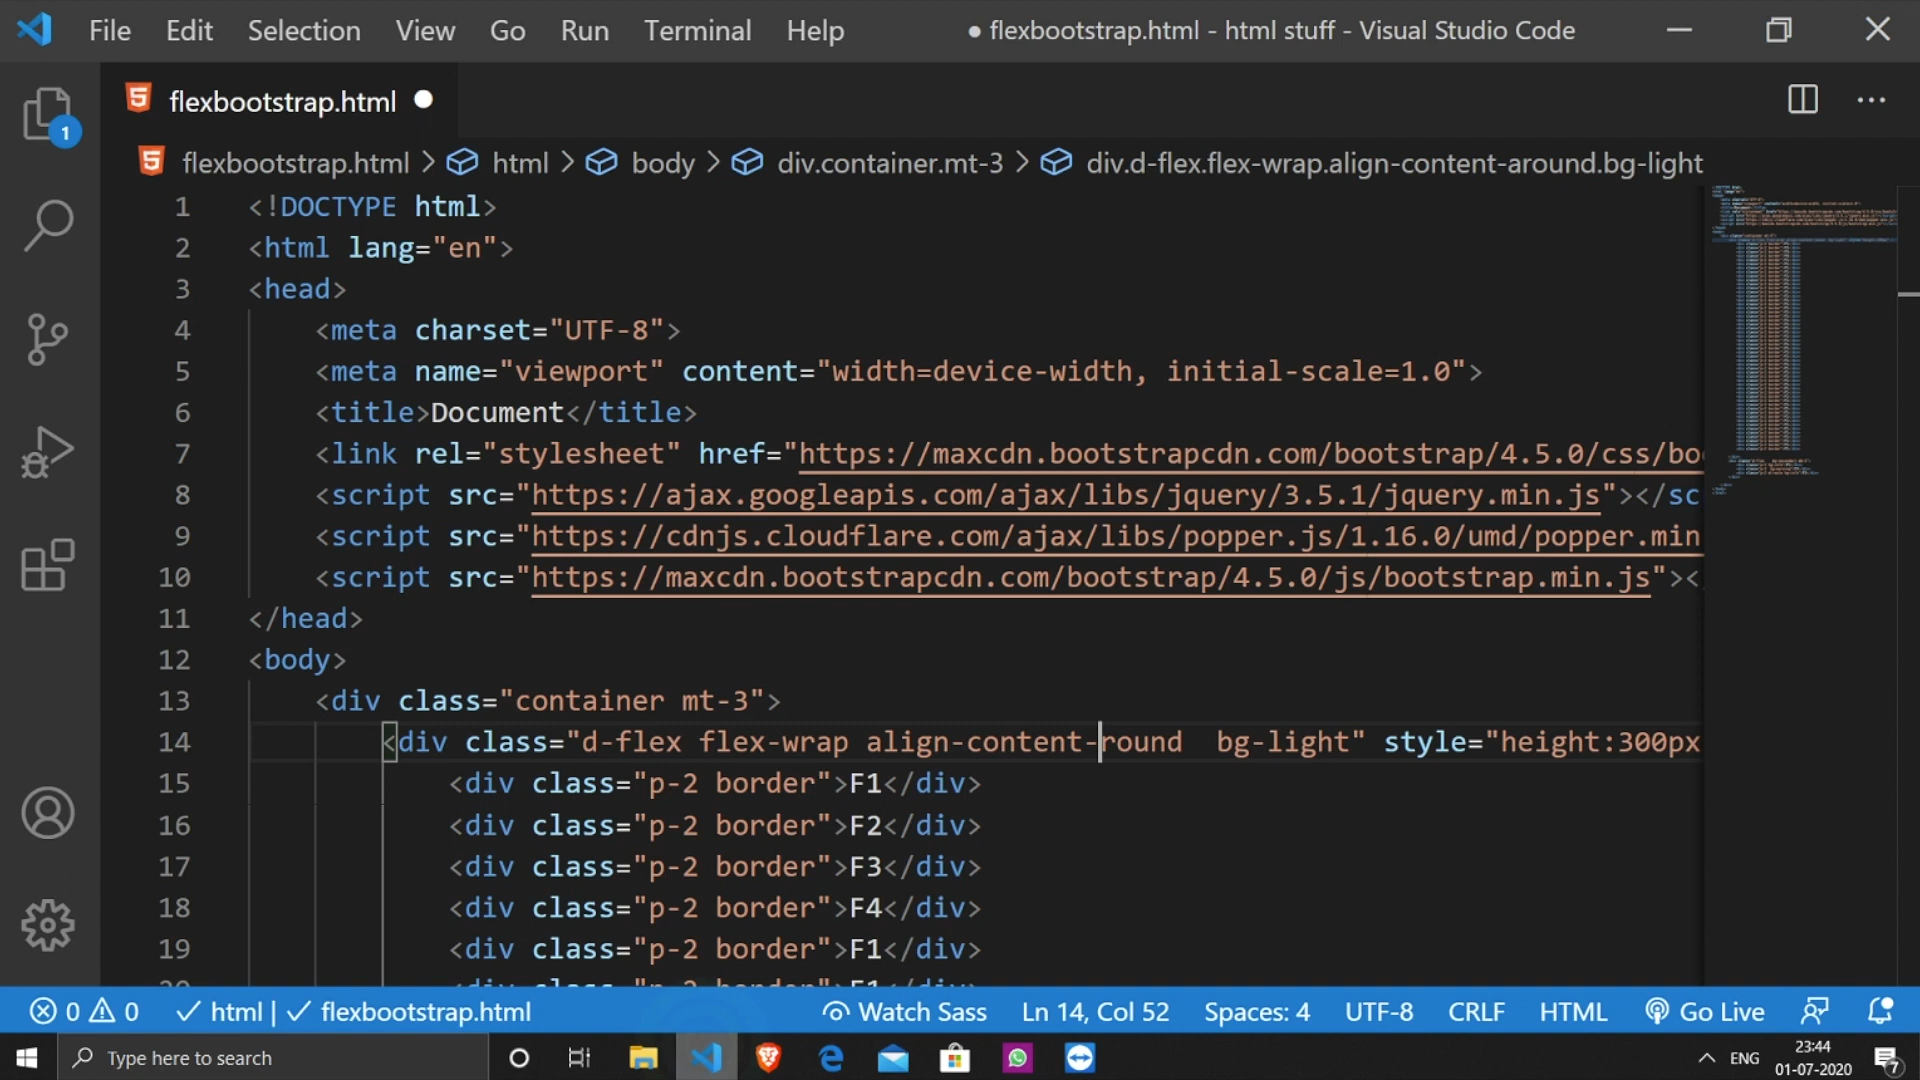 File Edit Selection View Go Run Terminal Help ● flexbootstrap.html - html stuff - Visual Studio Code
flexbootstrap.html ●
1
flexbootstrap.html > html > body > div.container.mt-3 > div.d-flex.flex-wrap.align-content-around.bg-light
1 <!DOCTYPE html>
2 <html lang="en">
3 <head>
4 <meta charset="UTF-8">
5 <meta name="viewport" content="width=device-width, initial-scale=1.0">
6 <title>Document</title>
7 <link rel="stylesheet" href="https://maxcdn.bootstrapcdn.com/bootstrap/4.5.0/css/bo
8 <script src="https://ajax.googleapis.com/ajax/libs/jquery/3.5.1/jquery.min.js"></sc
9 <script src="https://cdnjs.cloudflare.com/ajax/libs/popper.js/1.16.0/umd/popper.min
10 <script src="https://maxcdn.bootstrapcdn.com/bootstrap/4.5.0/js/bootstrap.min.js"><
11 </head>
12 <body>
13 <div class="container mt-3">
14 <div class="d-flex flex-wrap align-content-round  bg-light" style="height:300px
15 <div class="p-2 border">F1</div>
16 <div class="p-2 border">F2</div>
17 <div class="p-2 border">F3</div>
18 <div class="p-2 border">F4</div>
19 <div class="p-2 border">F1</div>
20 <div class="p-2 border">F1</div>
0 0 html | flexbootstrap.html Watch Sass Ln 14, Col 52 Spaces: 4 UTF-8 CRLF HTML Go Live
Type here to search ENG 23:44
01-07-2020 7